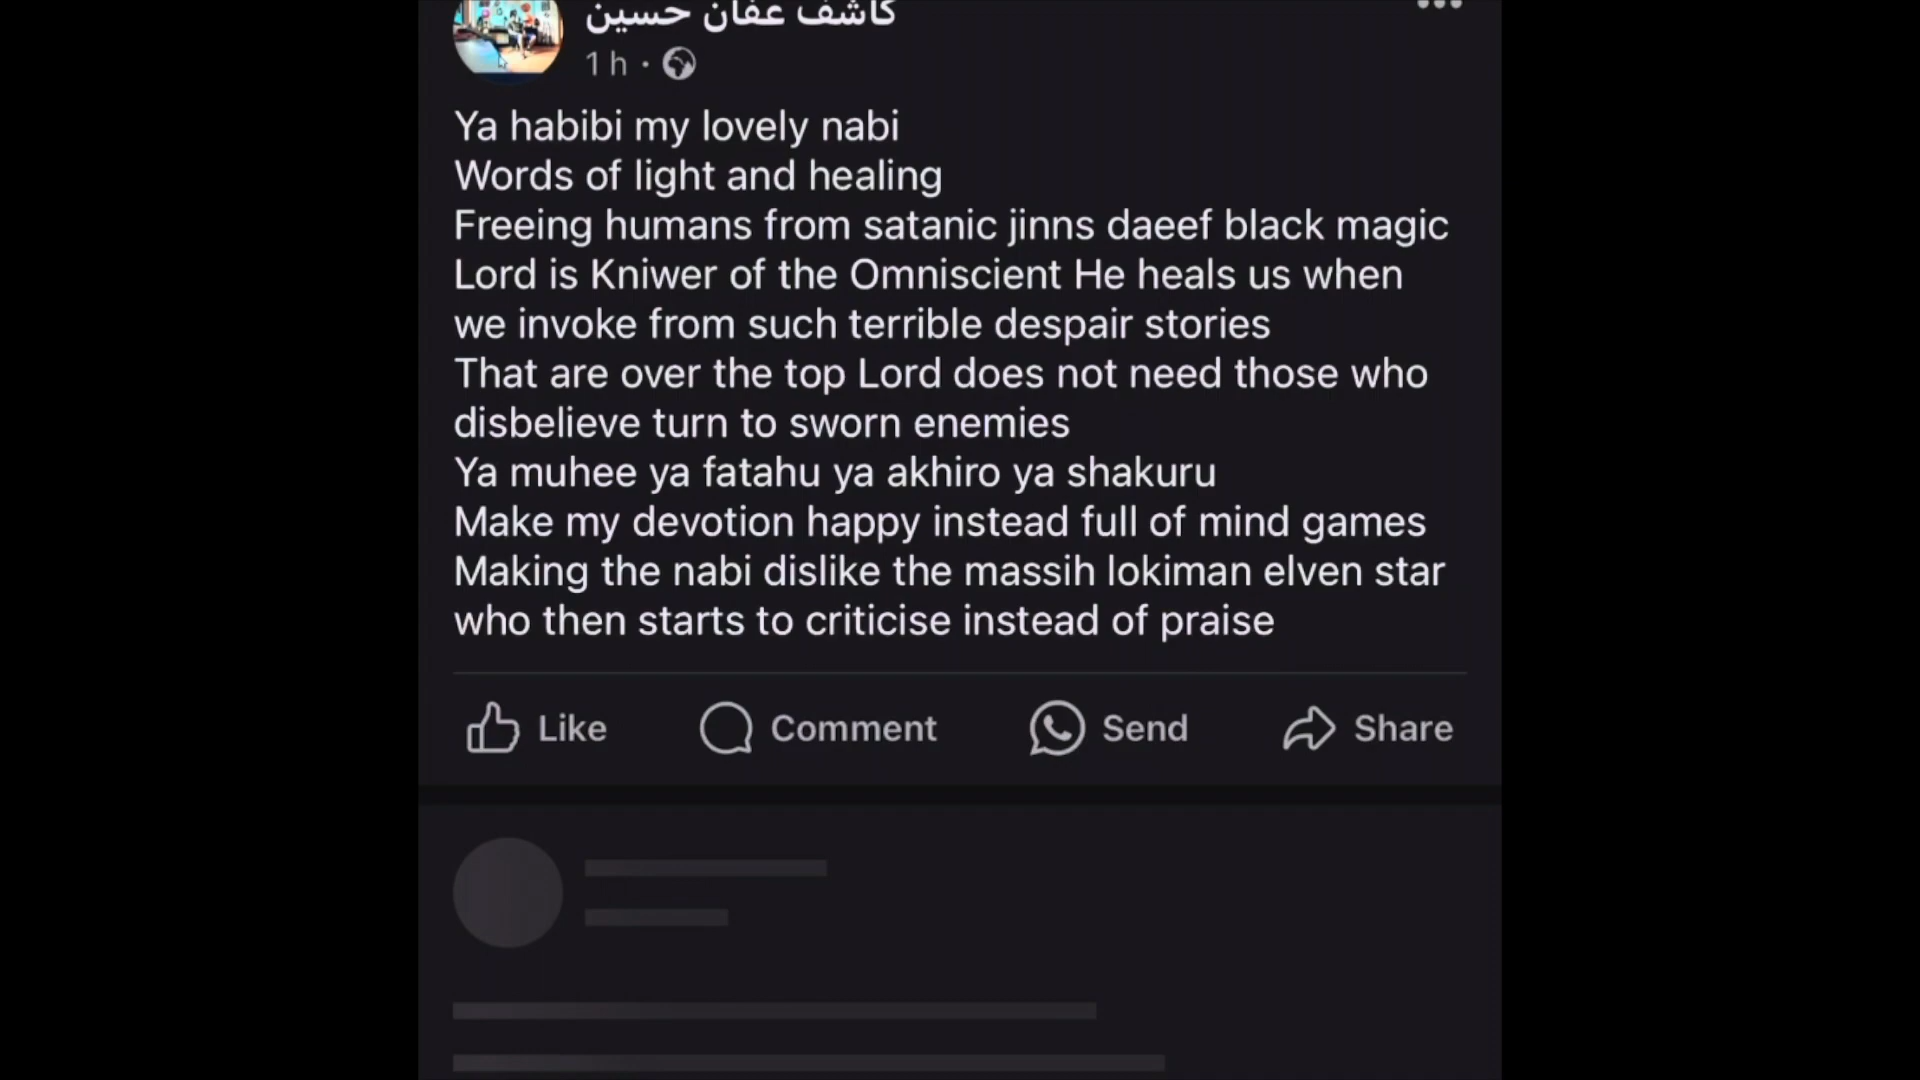 كاشف عفان حسين
1 h
Ya habibi my lovely nabi
Words of light and healing
Freeing humans from satanic jinns daeef black magic
Lord is Kniwer of the Omniscient He heals us when
we invoke from such terrible despair stories
That are over the top Lord does not need those who
disbelieve turn to sworn enemies
Ya muhee ya fatahu ya akhiro ya shakuru
Make my devotion happy instead full of mind games
Making the nabi dislike the massih lokiman elven star
who then starts to criticise instead of praise
Like Comment Send Share